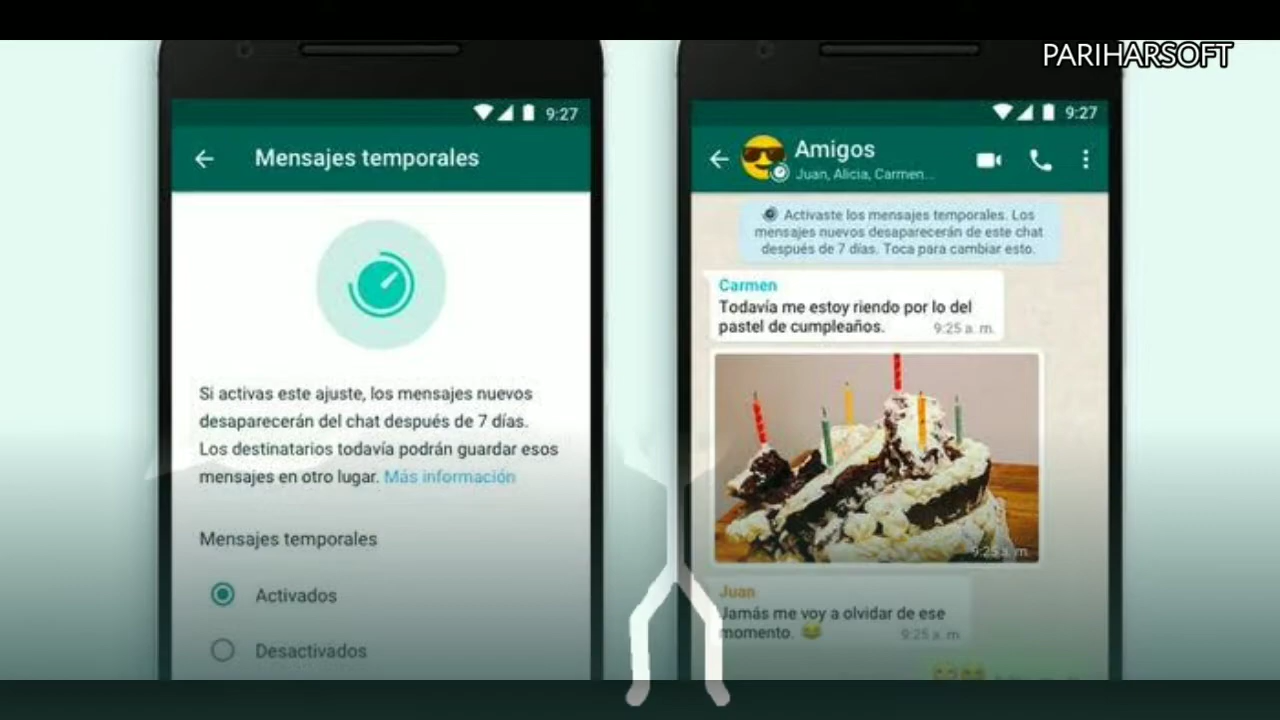 PARIHARSOFT
9:27
Mensajes temporales
Si activas este ajuste, los mensajes nuevos
desaparecerán del chat después de 7 días.
Los destinatarios todavía podrán guardar esos
mensajes en otro lugar. Más información
Mensajes temporales
Activados
Desactivados
9:27
Amigos
Juan, Alicia, Carmen...
Activaste los mensajes temporales. Los
mensajes nuevos desaparecerán de este chat
después de 7 días. Toca para cambiar esto.
Carmen
Todavía me estoy riendo por lo del
pastel de cumpleaños. 9:25 a. m.
9:25 a. m.
Juan
Jamás me voy a olvidar de ese
momento. 😂 9:25 a. m.